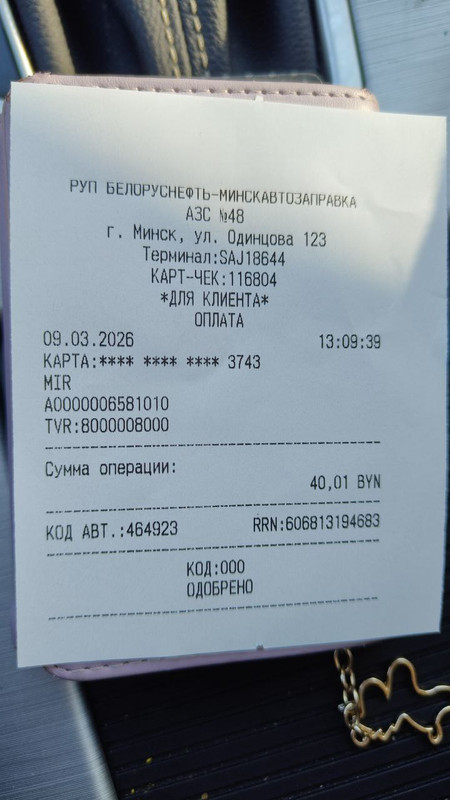 РУП БЕЛОРУСНЕФТЬ-МИНСКАВТОЗАПРАВКА
АЗС №48
г. Минск, ул. Одинцова 123
Терминал:SAJ18644
КАРТ-ЧЕК:116804
*ДЛЯ КЛИЕНТА*
ОПЛАТА
09.03.2026 13:09:39
КАРТА:**** **** **** 3743
MIR
A0000006581010
TVR:8000008000
Сумма операции:
40,01 BYN
КОД АВТ.:464923 RRN:606813194683
КОД:000
ОДОБРЕНО